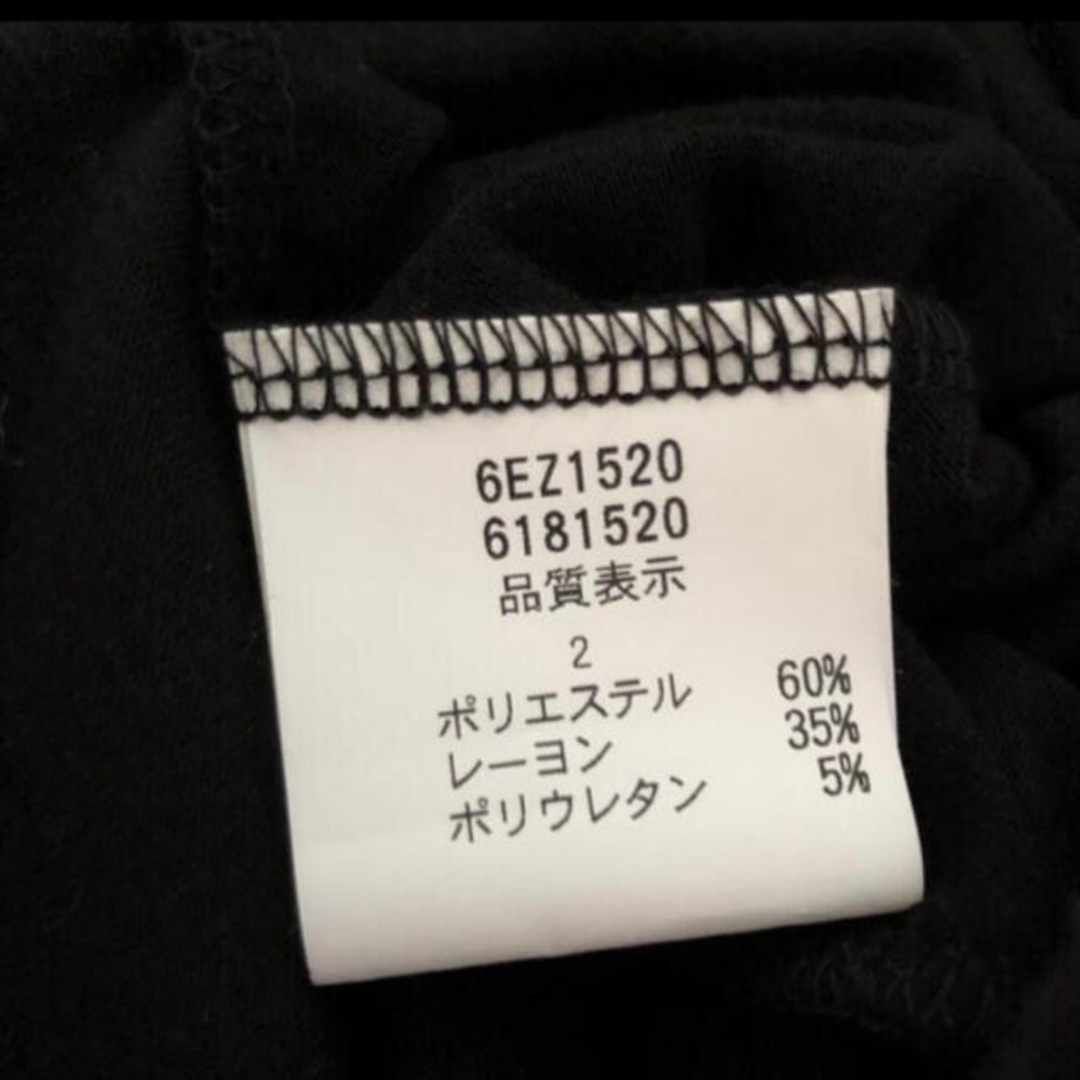 6EZ1520
6181520
品質表示
2
ポリエステル 60%
レーヨン 35%
ポリウレタン 5%